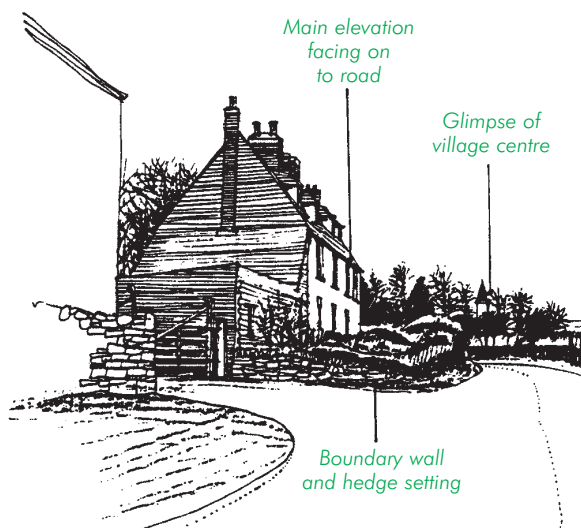 Main elevation
facing on
to road
Glimpse of
village centre
Boundary wall
and hedge setting